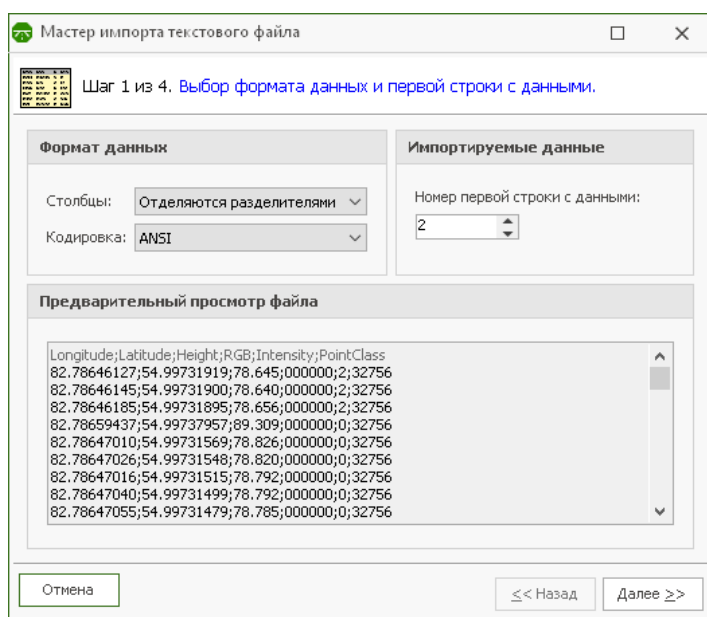 Мастер импорта текстового файла
Шаг 1 из 4. Выбор формата данных и первой строки с данными.
Формат данных
Столбцы: Отделяются разделителями
Кодировка: ANSI
Импортируемые данные
Номер первой строки с данными:
2
Предварительный просмотр файла
Longitude;Latitude;Height;RGB;Intensity;PointClass
82.78646127;54.99731919;78.645;000000;2;32756
82.78646145;54.99731900;78.640;000000;2;32756
82.78646185;54.99731895;78.656;000000;2;32756
82.78659437;54.99737957;89.309;000000;0;32756
82.78647010;54.99731569;78.826;000000;0;32756
82.78647026;54.99731548;78.820;000000;0;32756
82.78647016;54.99731515;78.792;000000;0;32756
82.78647040;54.99731499;78.792;000000;0;32756
82.78647055;54.99731479;78.785;000000;0;32756
Отмена
<< Назад
Далее >>